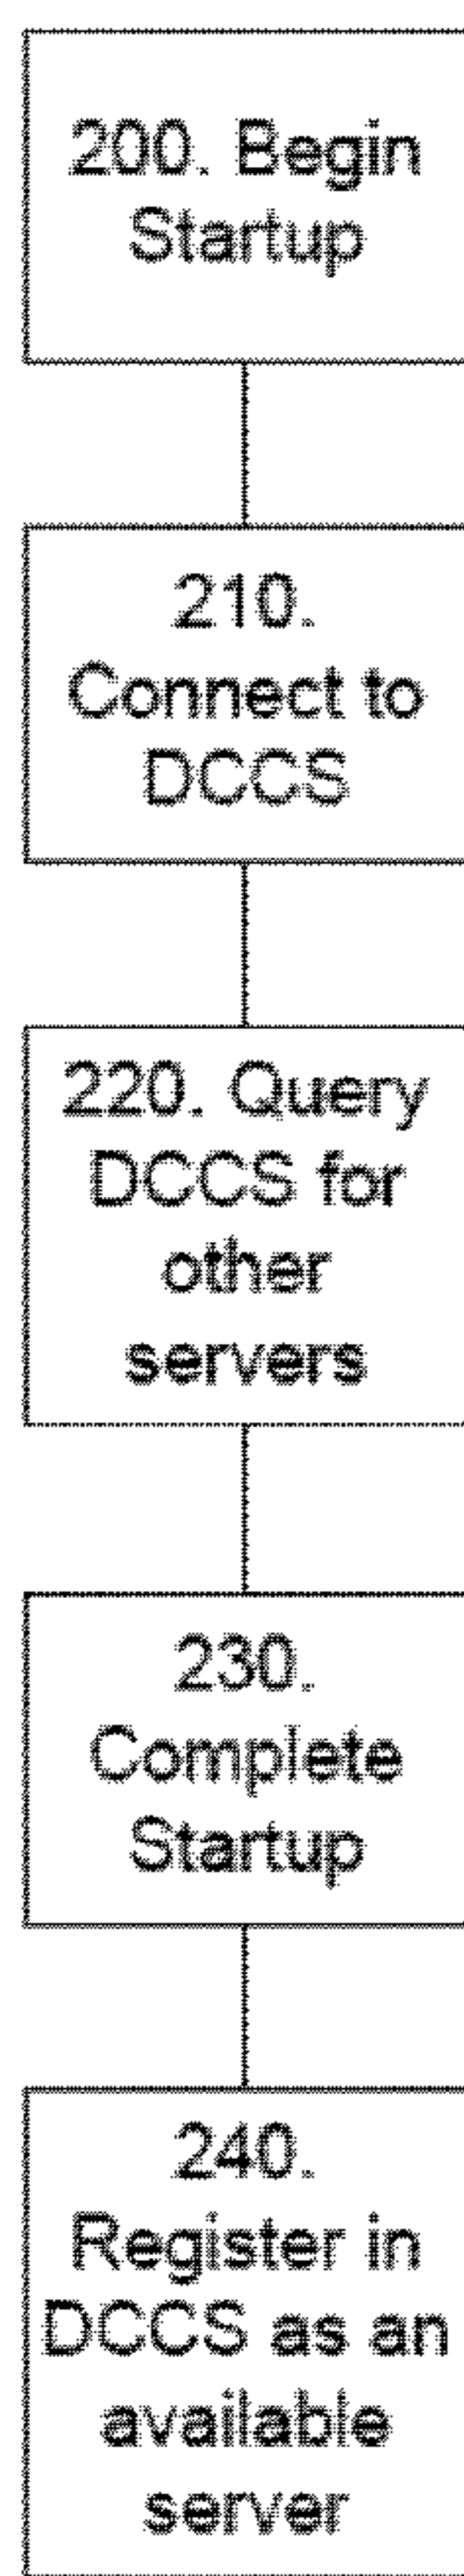 200. Begin
Startup
210.
Connect to
DCCS
220. Query
DCCS for
other
servers
230.
Complete
Startup
240.
Register in
DCCS as an
available
server